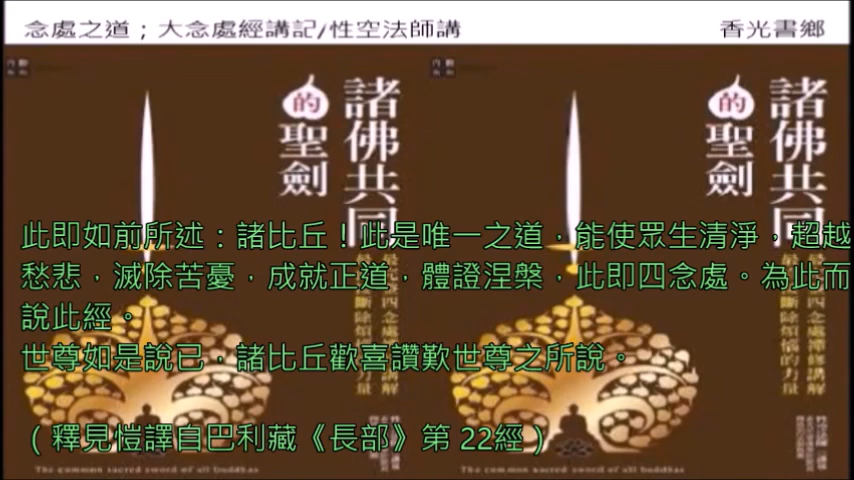 念處之道；大念處經講記/性空法師講
香光書鄉
諸佛共同
的聖劍
諸佛共同
的聖劍
此即如前所述：諸比丘！此是唯一之道，能使眾生清淨，超越
愁悲，滅除苦憂，成就正道，體證涅槃，此即四念處。為此而
說此經。
世尊如是說已，諸比丘歡喜讚歎世尊之所說。
（釋見愷譯自巴利藏《長部》第 22經）
The common sacred sword of all buddhas
The common sacred sword of all buddhas